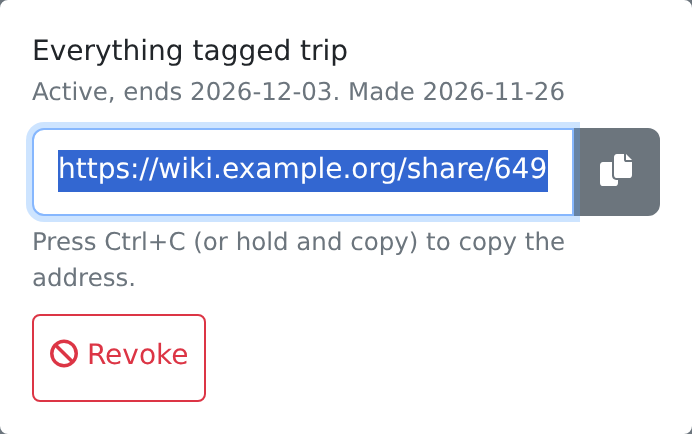 Everything tagged trip
Active, ends 2026-12-03. Made 2026-11-26
https://wiki.example.org/share/649
Press Ctrl+C (or hold and copy) to copy the
address.
Revoke